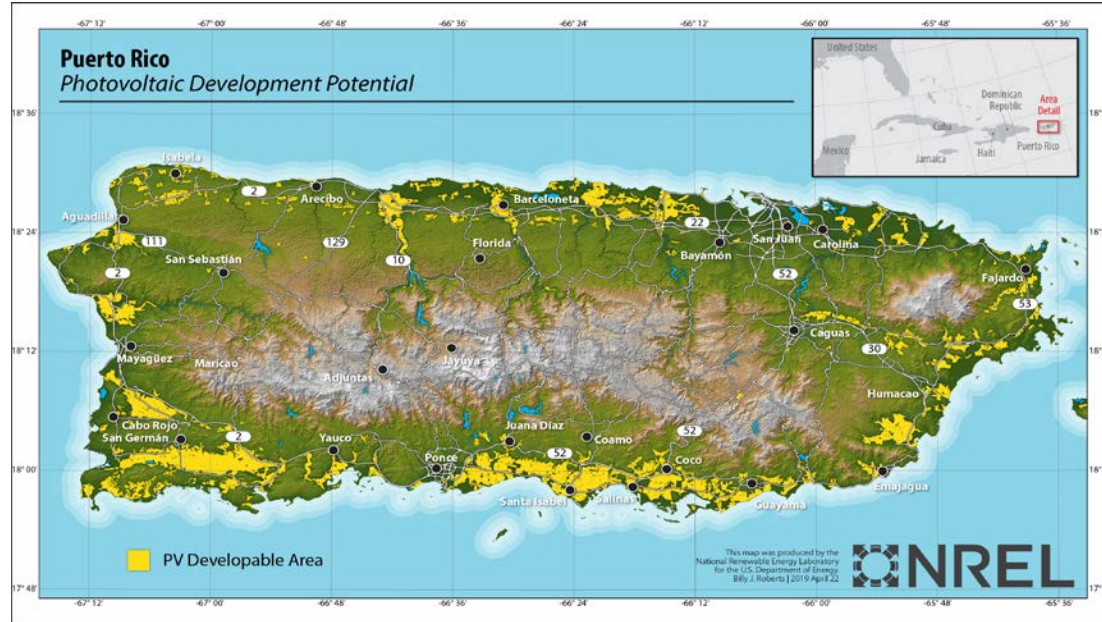 -67° 12'
-67° 00'
-66° 48'
-66° 36'
-66° 24'
-66° 12'
-66° 00'
-65° 48'
-65° 36'
Puerto Rico
Photovoltaic Development Potential
United States
Dominican
Republic
Area
Detail
Cuba
Mexico
Jamaica
Haiti
Puerto Rico
18° 36'
18°
Isabela
2
Arecibo
Barceloneta
Aguadilla
111
129
22
San Juan
Carolina
18° 24'
18°
San Sebastián
10
Florida
Bayamón
52
2
Fajardo
53
Caguas
30
18° 12'
18°
Mayagüez
Maricao
Jayuya
Adjuntas
Humacao
Cabo Rojo
San Germán
2
Yauco
Juana Díaz
Coamo
52
52
Coco
Ponce
18° 00'
18°
Santa Isabel
Salinas
Guayama
Emajagua
PV Developable Area
This map was produced by the
National Renewable Energy Laboratory
for the U.S. Department of Energy.
Billy J. Roberts | 2019 April 22
NREL
17° 48'
17°
-67° 12'
-67° 00'
-66° 48'
-66° 36'
-66° 24'
-66° 12'
-66° 00'
-65° 48'
-65° 36'